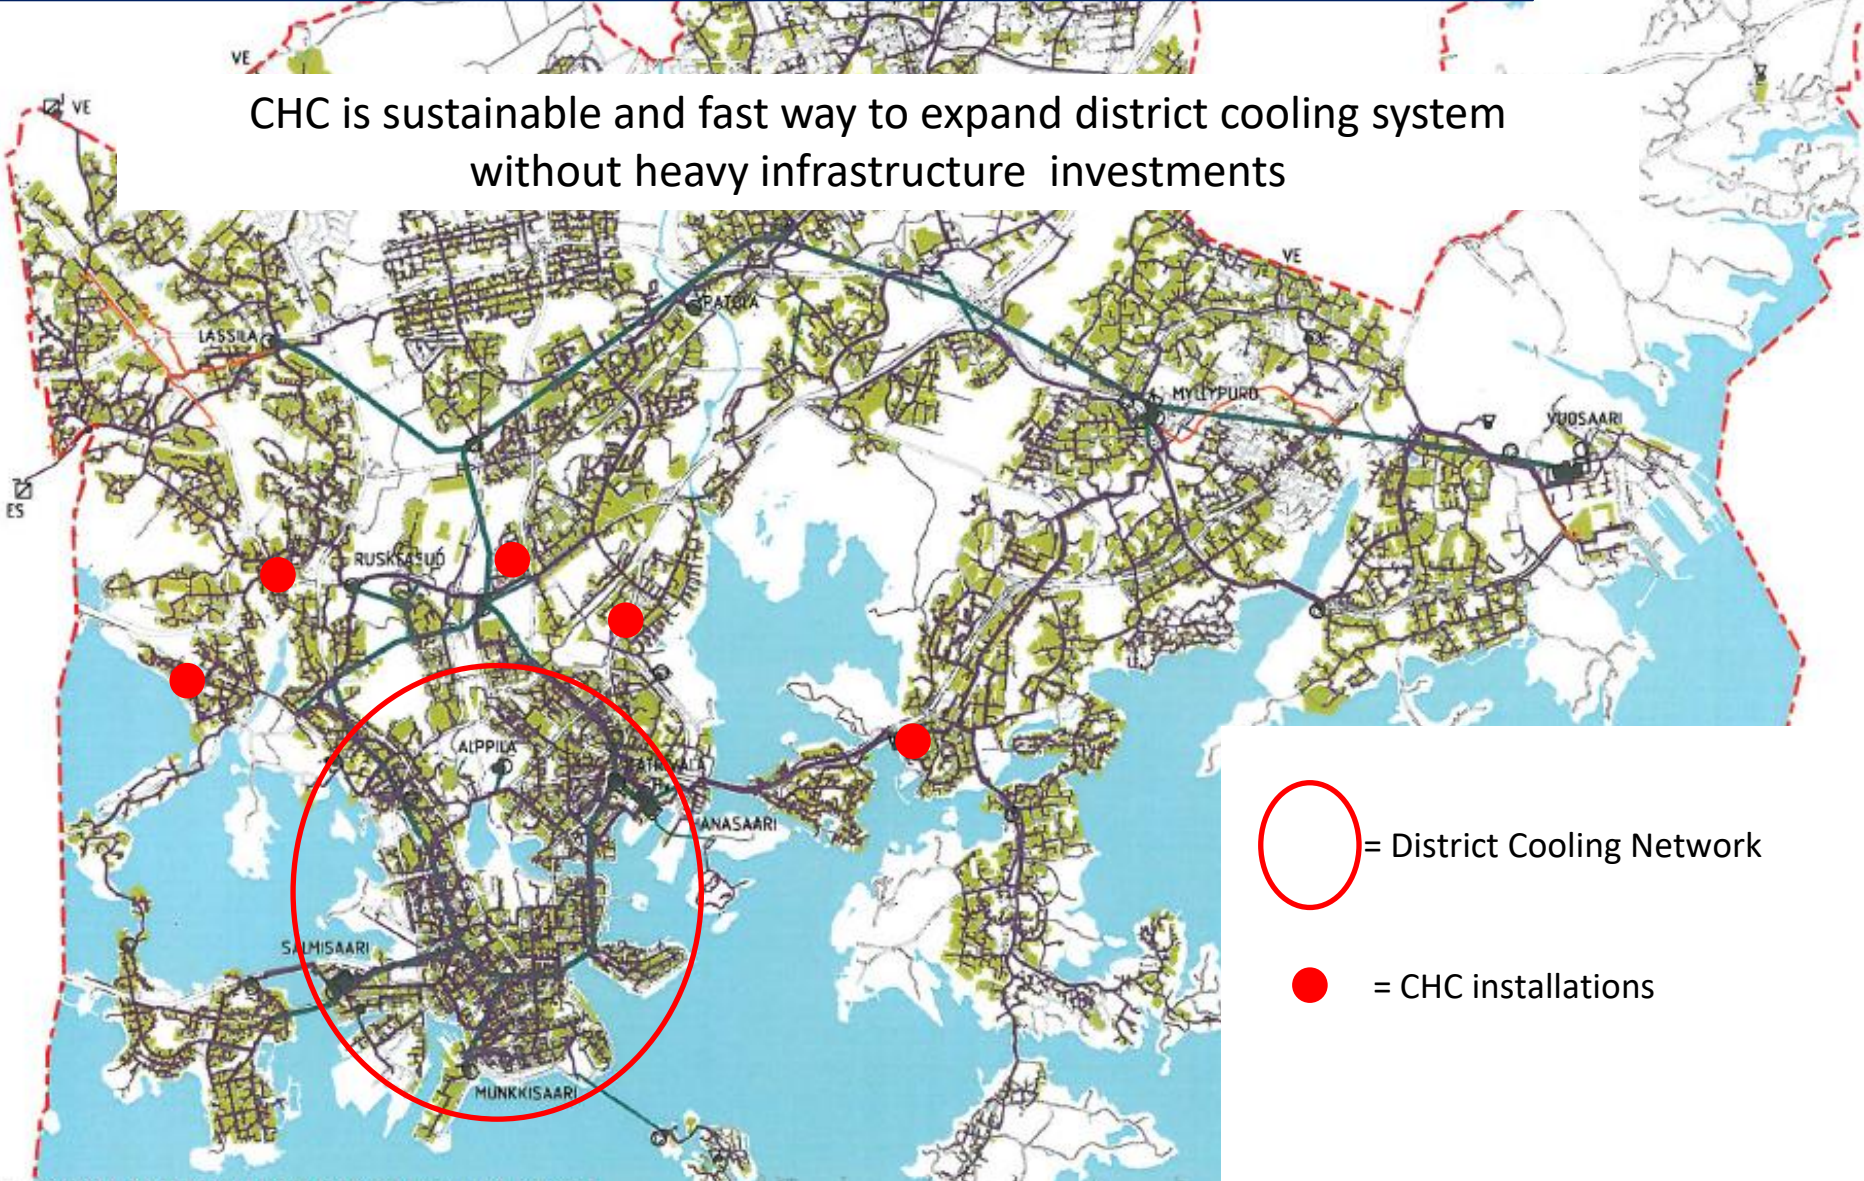 VE
CHC is sustainable and fast way to expand district cooling system
without heavy infrastructure investments
VE
VE
PATOLA
LASSILA
MYLLYPURO
VUOSAARI
ES
RUSKEASUO
ALPPILA
HANASAARI
= District Cooling Network
SALMISAARI
= CHC installations
MUNKKISAARI